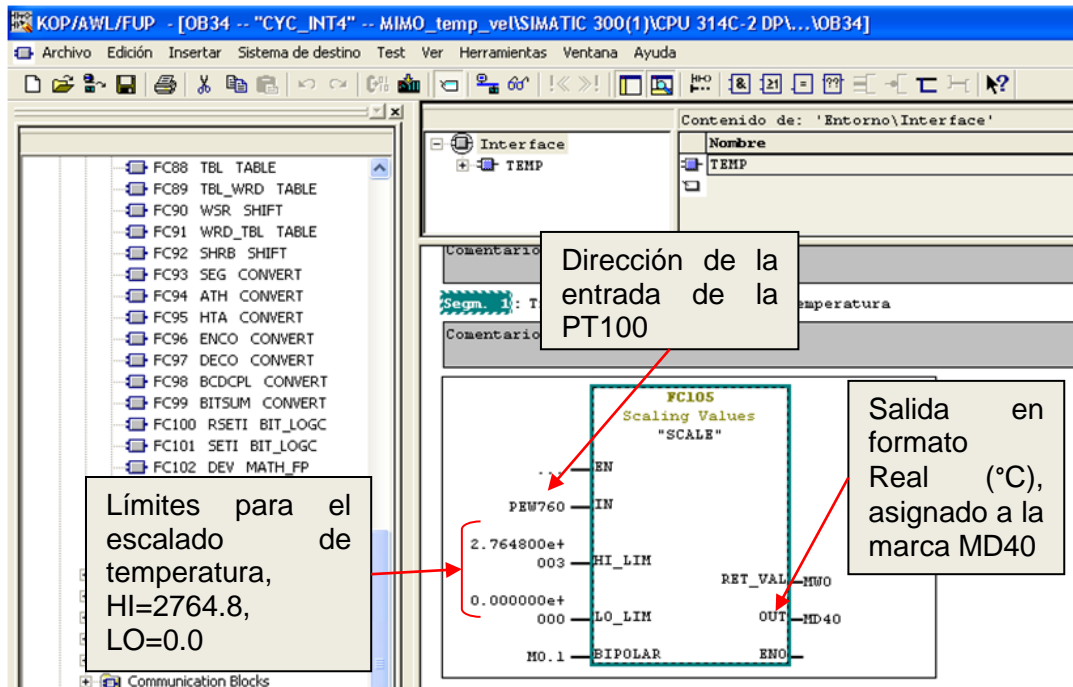 KOP/AWL/FUP - [OB34 -- "CYC_INT4" -- MIMO_temp_vel\SIMATIC 300(1)\CPU 314C-2 DP\...\OB34]
Archivo Edición Insertar Sistema de destino Test Ver Herramientas Ventana Ayuda
Contenido de: 'Entorno\Interface'
Interface
TEMP
Nombre
TEMP
FC88 TBL TABLE
FC89 TBL_WRD TABLE
FC90 WSR SHIFT
FC91 WRD_TBL TABLE
FC92 SHRB SHIFT
FC93 SEG CONVERT
FC94 ATH CONVERT
FC95 HTA CONVERT
FC96 ENCO CONVERT
FC97 DECO CONVERT
FC98 BCDCPL CONVERT
FC99 BITSUM CONVERT
FC100 RSETI BIT_LOGC
FC101 SETI BIT_LOGC
FC102 DEV MATH_FP
Communication Blocks
Límites para el
escalado de
temperatura,
HI=2764.8,
LO=0.0
Comentario
Segm. 1: T
Comentario
Dirección de la
entrada de la
PT100
FC105
Scaling Values
"SCALE"
... EN
PEW760 IN
2.764800e+
003 HI_LIM
RET_VAL MW0
0.000000e+
000 LO_LIM OUT MD40
M0.1 BIPOLAR ENO
Salida en
formato
Real (°C),
asignado a la
marca MD40